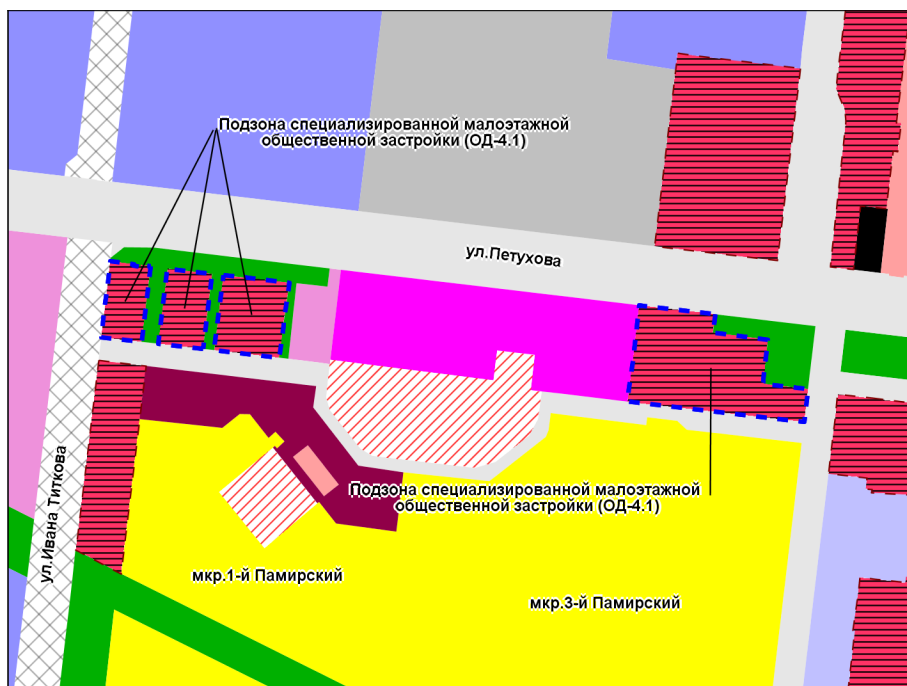 Подзона специализированной малоэтажной
общественной застройки (ОД-4.1)
ул.Петухова
Подзона специализированной малоэтажной
общественной застройки (ОД-4.1)
ул.Ивана Титкова
мкр.1-й Памирский
мкр.3-й Памирский